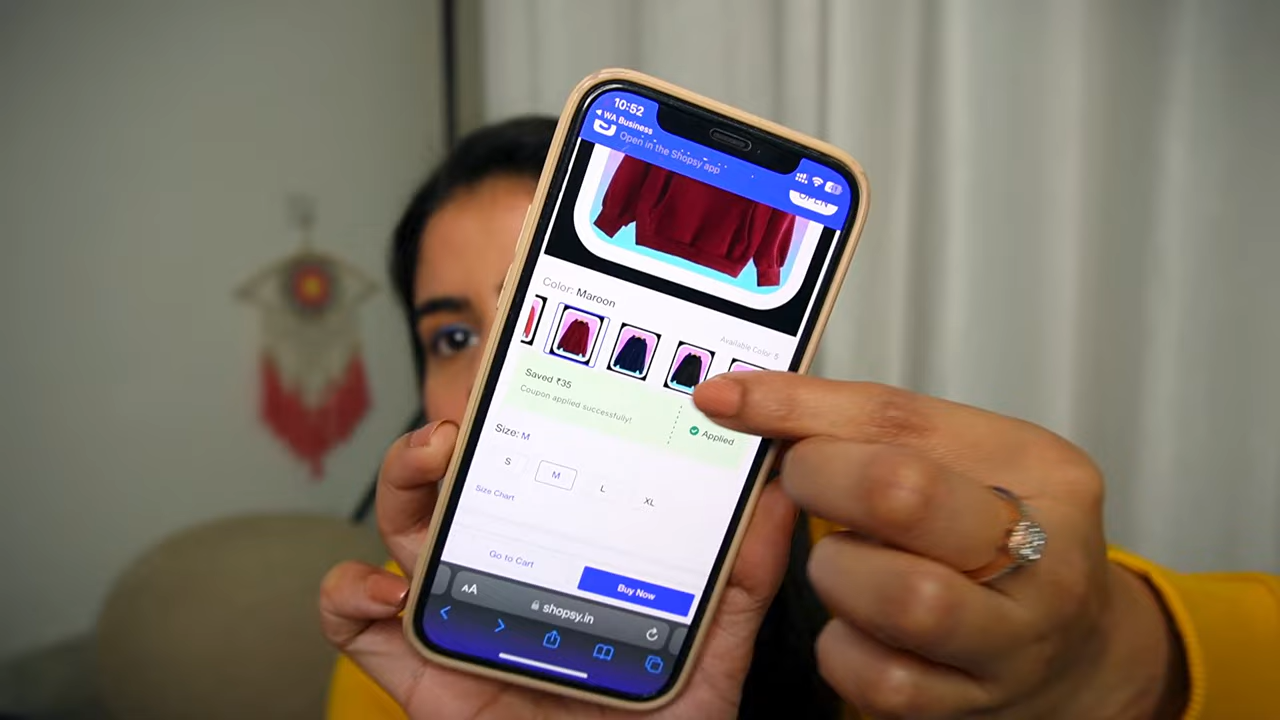 10:52
WA Business
Open in the Shopsy app
OPEN
Color: Maroon
Available Color: 5
Saved ₹35
Coupon applied successfully!
Applied
Size: M
S
M
L
XL
Size Chart
Go to Cart
Buy Now
AA
shopsy.in